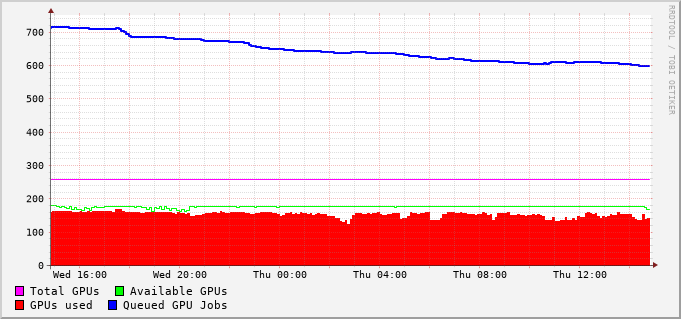 RRDTOOL / TOBI OETIKER
700
600
500
400
300
200
100
0
Wed 16:00 Wed 20:00 Thu 00:00 Thu 04:00 Thu 08:00 Thu 12:00
Total GPUs Available GPUs
GPUs used Queued GPU Jobs